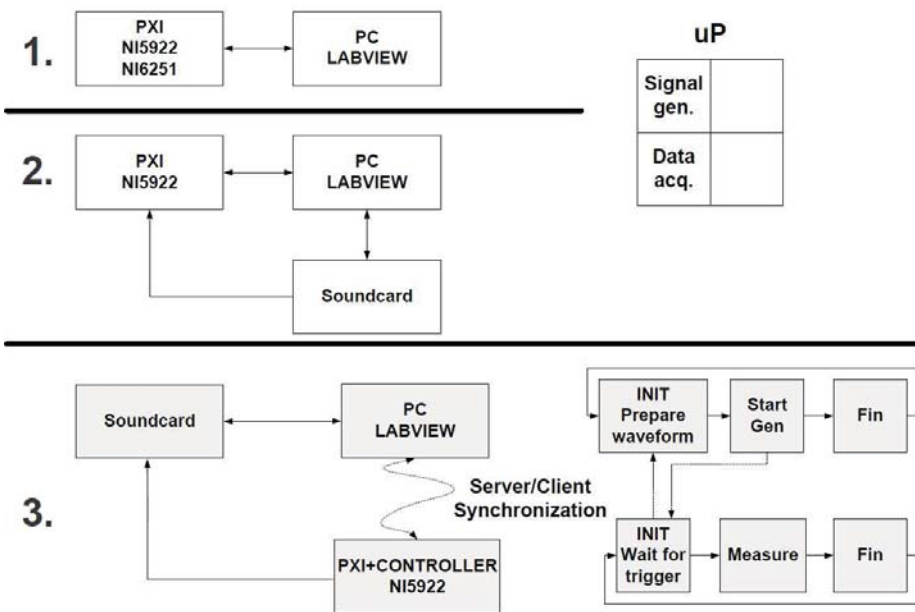 1.
PXI
NI5922
NI6251
PC
LABVIEW
uP
Signal
gen.
Data
acq.
2.
PXI
NI5922
PC
LABVIEW
Soundcard
3.
Soundcard
PC
LABVIEW
Server/Client
Synchronization
PXI+CONTROLLER
NI5922
INIT
Prepare
waveform
Start
Gen
Fin
INIT
Wait for
trigger
Measure
Fin